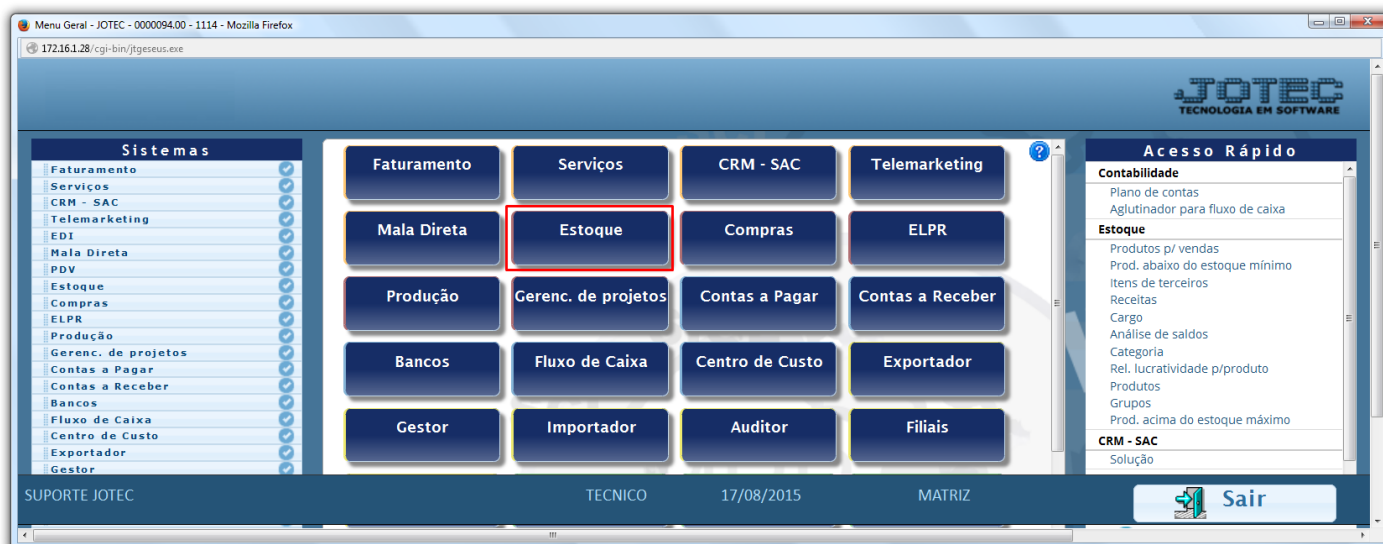 Menu Geral - JOTEC - 0000094.00 - 1114 - Mozilla Firefox
172.16.1.28/cgi-bin/jtgeseus.exe
JOTEC
TECNOLOGIA EM SOFTWARE
Sistemas
Faturamento
Serviços
CRM - SAC
Telemarketing
EDI
Mala Direta
PDV
Estoque
Compras
ELPR
Produção
Gerenc. de projetos
Contas a Pagar
Contas a Receber
Bancos
Fluxo de Caixa
Centro de Custo
Exportador
Gestor
Faturamento
Serviços
CRM - SAC
Telemarketing
Mala Direta
Estoque
Compras
ELPR
Produção
Gerenc. de projetos
Contas a Pagar
Contas a Receber
Bancos
Fluxo de Caixa
Centro de Custo
Exportador
Gestor
Importador
Auditor
Filiais
?
Acesso Rápido
Contabilidade
Plano de contas
Aglutinador para fluxo de caixa
Estoque
Produtos p/ vendas
Prod. abaixo do estoque mínimo
Itens de terceiros
Receitas
Cargo
Análise de saldos
Categoria
Rel. lucratividade p/produto
Produtos
Grupos
Prod. acima do estoque máximo
CRM - SAC
Solução
SUPORTE JOTEC
TECNICO
17/08/2015
MATRIZ
Sair